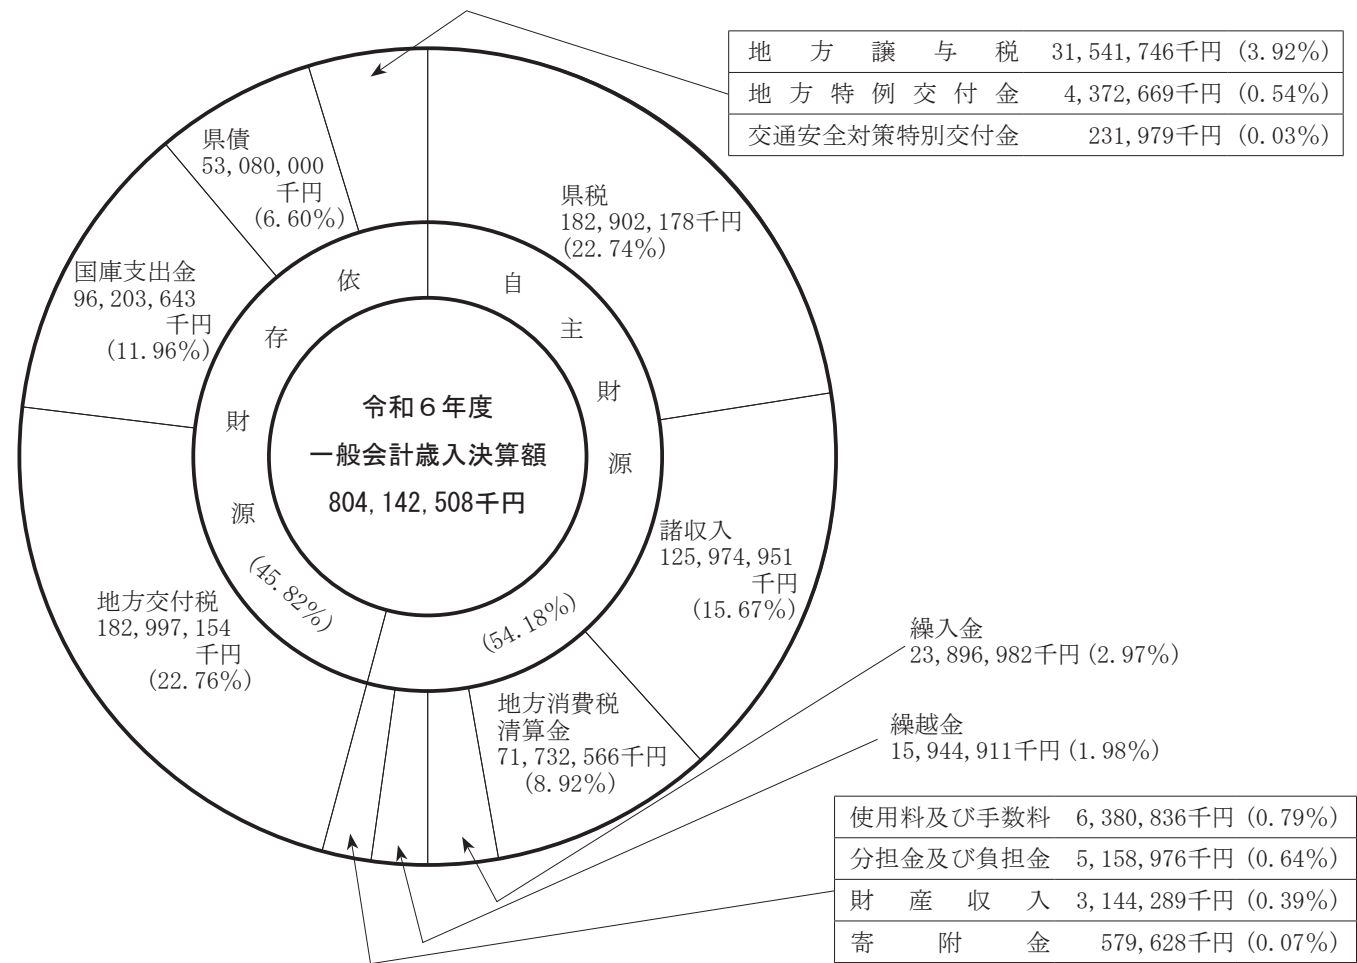 地方譲与税 31,541,746千円 (3.92%)
地方特例交付金 4,372,669千円 (0.54%)
交通安全対策特別交付金 231,979千円 (0.03%)
県債
53,080,000
千円
(6.60%)
県税
182,902,178千円
(22.74%)
国庫支出金
96,203,643
千円
(11.96%)
依存財源
(45.82%)
自主財源
(54.18%)
令和6年度
一般会計歳入決算額
804,142,508千円
諸収入
125,974,951
千円
(15.67%)
地方交付税
182,997,154
千円
(22.76%)
地方消費税
清算金
71,732,566千円
(8.92%)
繰入金
23,896,982千円 (2.97%)
繰越金
15,944,911千円 (1.98%)
使用料及び手数料 6,380,836千円 (0.79%)
分担金及び負担金 5,158,976千円 (0.64%)
財産収入 3,144,289千円 (0.39%)
寄附金 579,628千円 (0.07%)